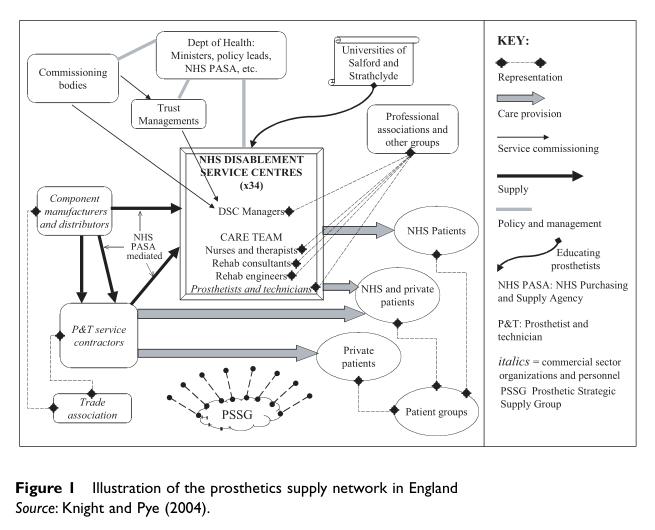 Dept of Health:
Ministers, policy leads,
NHS PASA, etc.
Commissioning
bodies
Trust
Managements
Universities of
Salford and
Strathclyde
Professional
associations and
other groups
NHS DISABLEMENT
SERVICE CENTRES
(x34)
DSC Managers
CARE TEAM
Nurses and therapists
Rehab consultants
Rehab engineers
Prosthetists and technicians
Component
manufacturers
and distributors
NHS
PASA
mediated
P&T service
contractors
Trade
association
NHS Patients
NHS and private
patients
Private
patients
Patient groups
PSSG
KEY:
Representation
Care provision
Service commissioning
Supply
Policy and management
Educating
prosthetists
NHS PASA: NHS Purchasing
and Supply Agency
P&T: Prosthetist and
technician
italics = commercial sector
organizations and personnel
PSSG Prosthetic Strategic
Supply Group
Figure 1 Illustration of the prosthetics supply network in England
Source: Knight and Pye (2004).